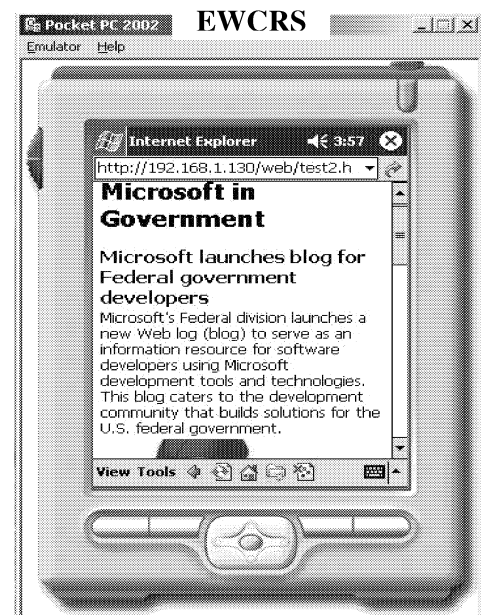 EWCRS
Pocket PC 2002
Emulator Help
Internet Explorer 3:57
http://192.168.1.130/web/test2.h
Microsoft in
Government
Microsoft launches blog for
Federal government
developers
Microsoft's Federal division launches a
new Web log (blog) to serve as an
information resource for software
developers using Microsoft
development tools and technologies.
This blog caters to the development
community that builds solutions for the
U.S. federal government.
View Tools